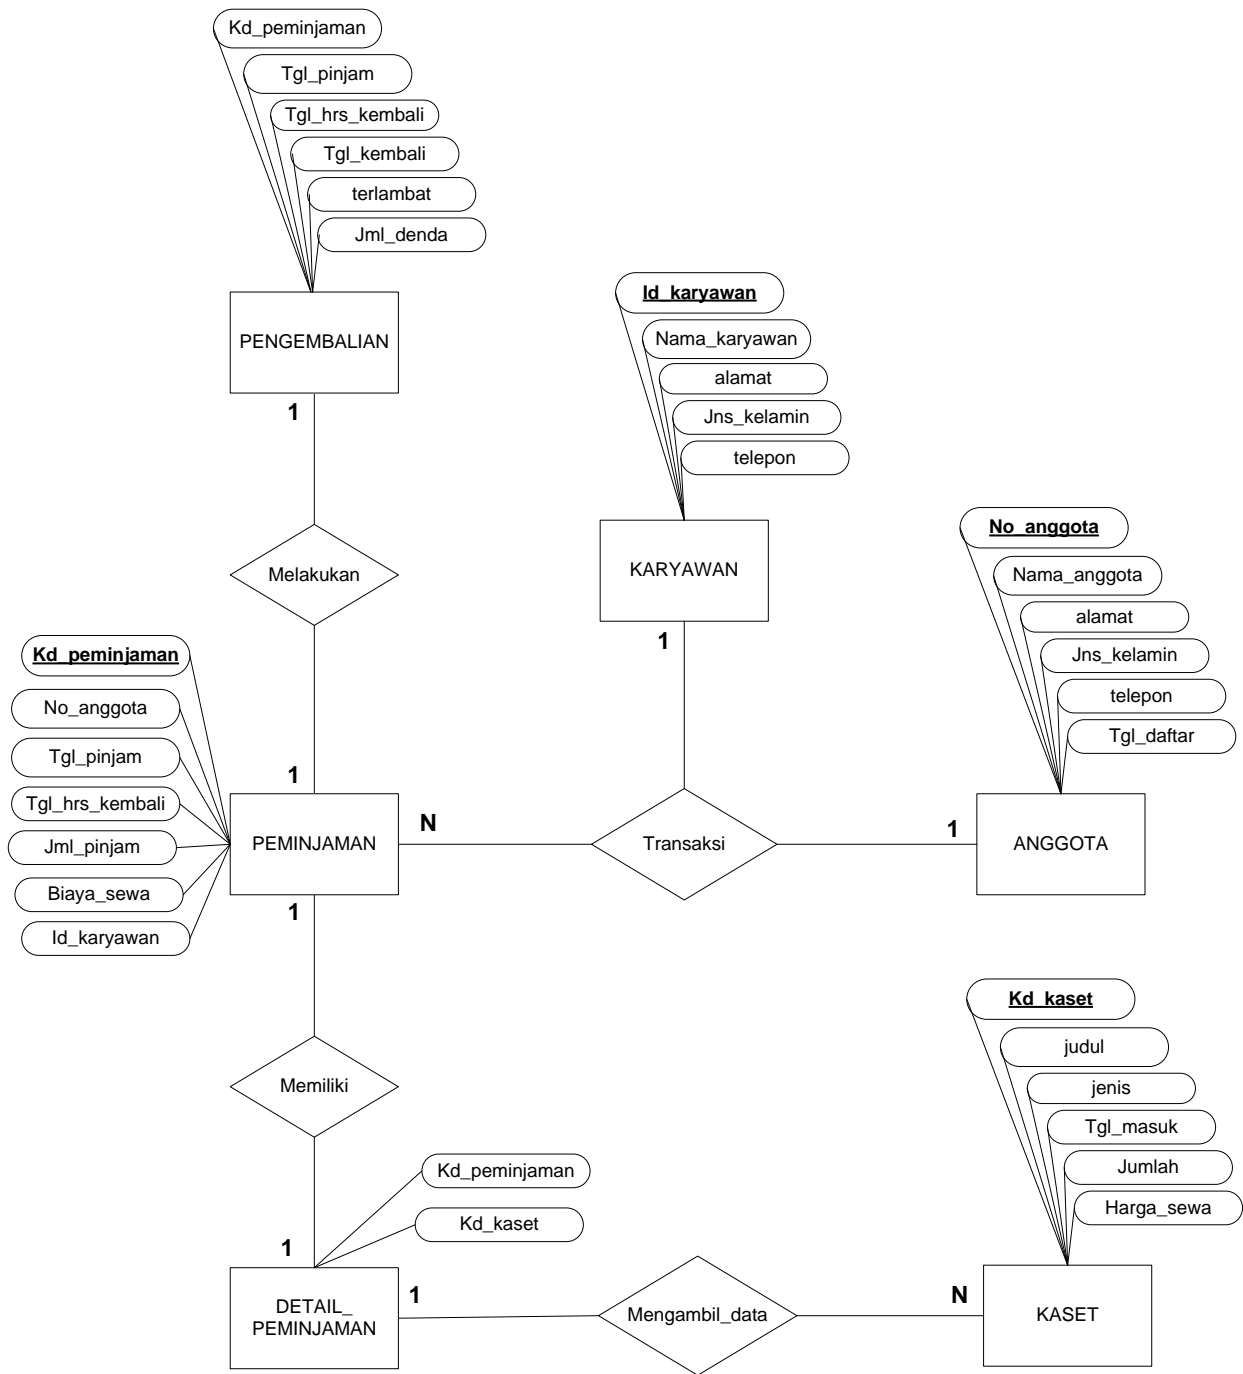 Kd_peminjaman
Tgl_pinjam
Tgl_hrs_kembali
Tgl_kembali
terlambat
Jml_denda
PENGEMBALIAN
1
Melakukan
1
Id_karyawan
Nama_karyawan
alamat
Jns_kelamin
telepon
KARYAWAN
1
No_anggota
Nama_anggota
alamat
Jns_kelamin
telepon
Tgl_daftar
Kd_peminjaman
No_anggota
Tgl_pinjam
Tgl_hrs_kembali
Jml_pinjam
Biaya_sewa
Id_karyawan
PEMINJAMAN
N
Transaksi
1
ANGGOTA
1
Memiliki
1
Kd_peminjaman
Kd_kaset
Kd_kaset
judul
jenis
Tgl_masuk
Jumlah
Harga_sewa
DETAIL_
PEMINJAMAN
1
Mengambil_data
N
KASET